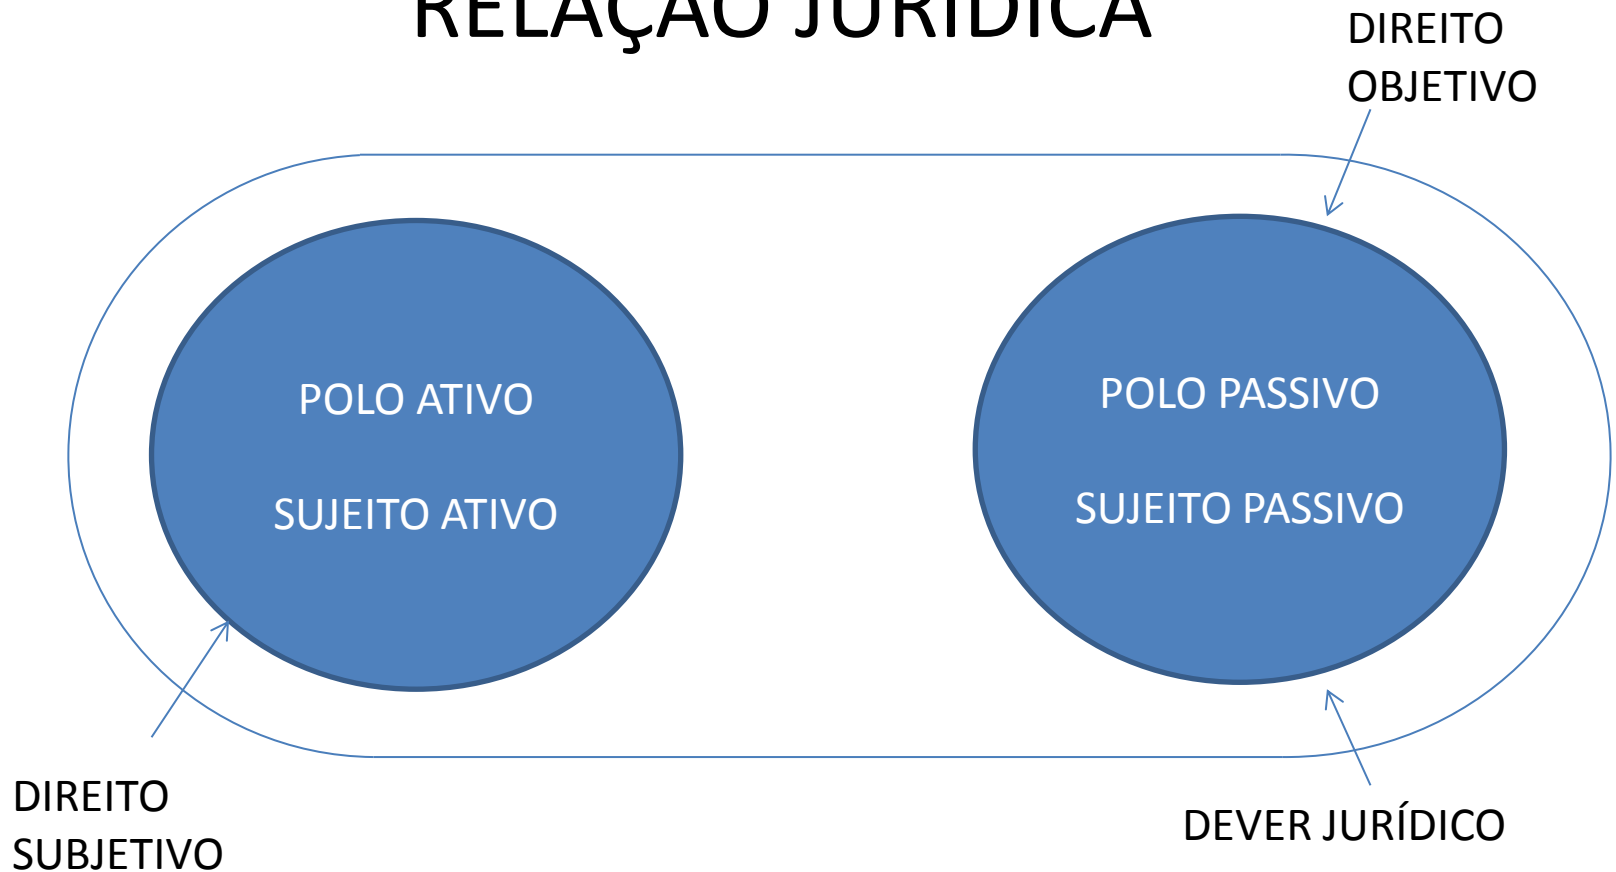 RELAÇÃO JURÍDICA
DIREITO
OBJETIVO
POLO ATIVO
SUJEITO ATIVO
POLO PASSIVO
SUJEITO PASSIVO
DIREITO
SUBJETIVO
DEVER JURÍDICO